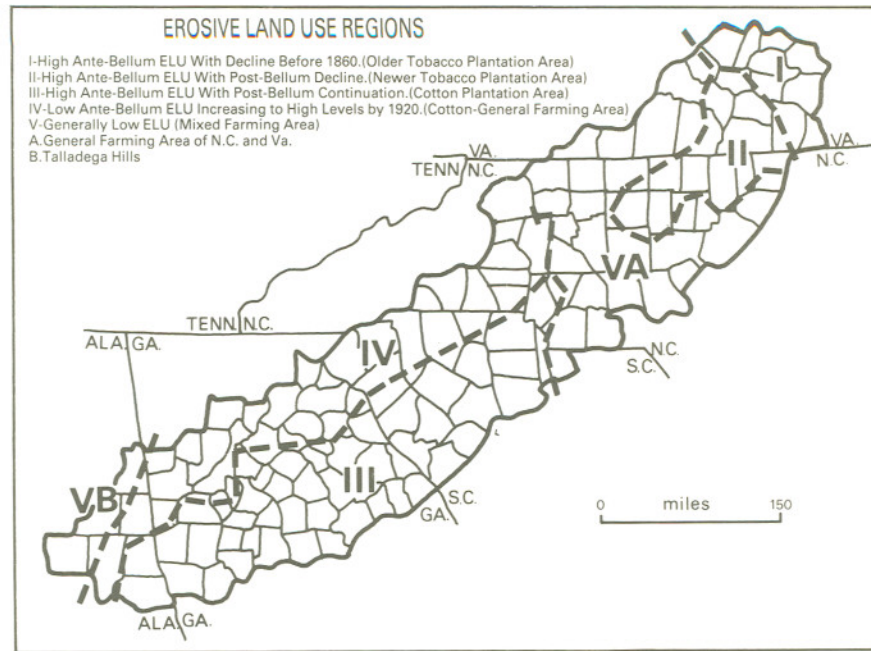 EROSIVE LAND USE REGIONS
I-High Ante-Bellum ELU With Decline Before 1860.(Older Tobacco Plantation Area)
II-High Ante-Bellum ELU With Post-Bellum Decline.(Newer Tobacco Plantation Area)
III-High Ante-Bellum ELU With Post-Bellum Continuation.(Cotton Plantation Area)
IV-Low Ante-Bellum ELU Increasing to High Levels by 1920.(Cotton-General Farming Area)
V-Generally Low ELU (Mixed Farming Area)
A.General Farming Area of N.C. and Va.
B.Talladega Hills
I
II
VA.
N.C.
VA.
TENN.
N.C.
VA
TENN.
N.C.
ALA.
GA.
IV
N.C.
S.C.
III
VB
S.C.
GA.
0 miles 150
ALA.
GA.